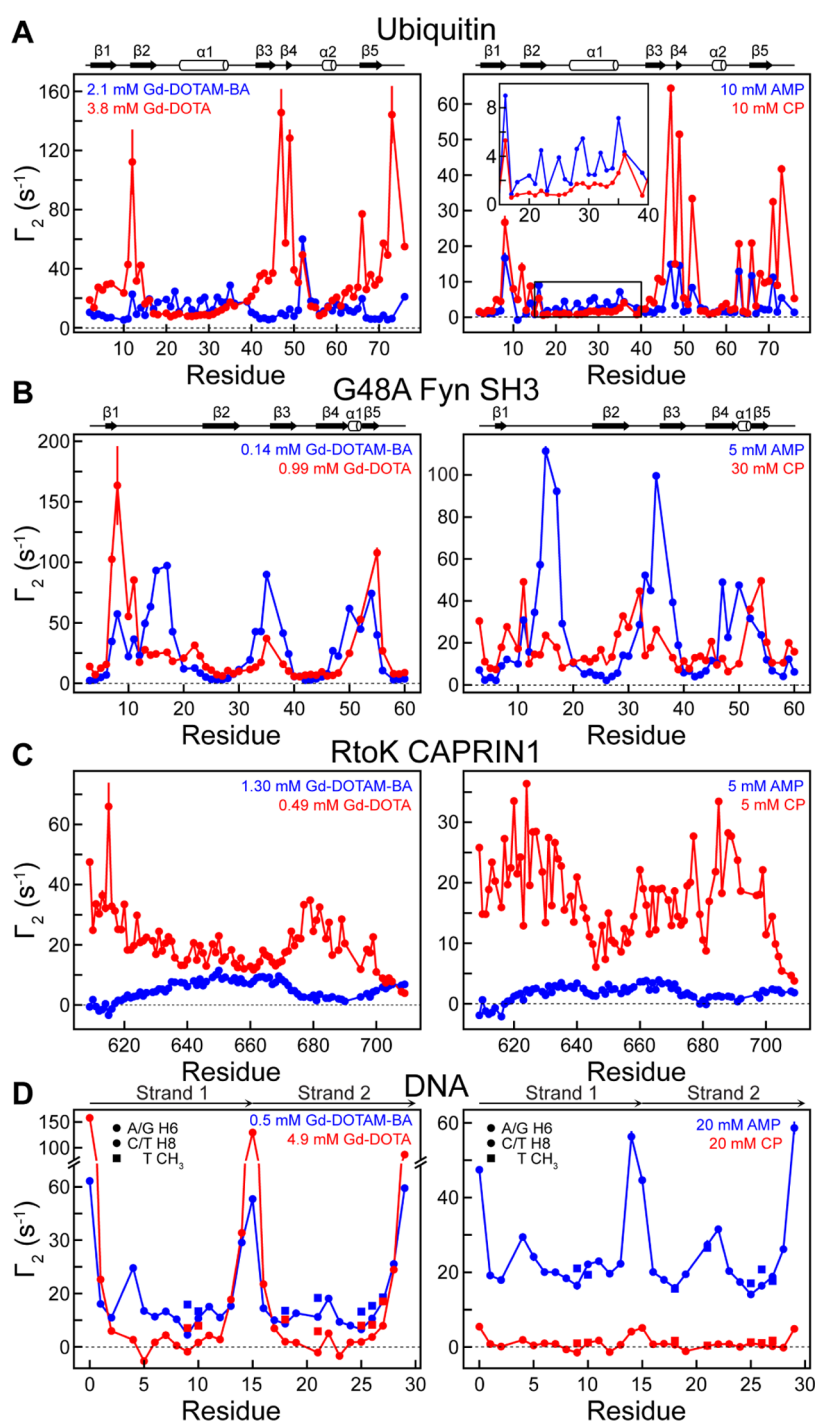 A Ubiquitin
β1 β2 α1 β3 β4 α2 β5
β1 β2 α1 β3 β4 α2 β5
2.1 mM Gd-DOTAM-BA
3.8 mM Gd-DOTA
10 mM AMP
10 mM CP
Γ2 (s-1)
160
120
80
40
0
10 20 30 40 50 60 70
Residue
60
50
40
30
20
10
0
8
4
0
20 30 40
10 20 30 40 50 60 70
Residue
B G48A Fyn SH3
β1 β2 β3 β4 α1 β5
β1 β2 β3 β4 α1 β5
0.14 mM Gd-DOTAM-BA
0.99 mM Gd-DOTA
5 mM AMP
30 mM CP
Γ2 (s-1)
200
150
100
50
0
10 20 30 40 50 60
Residue
100
80
60
40
20
0
10 20 30 40 50 60
Residue
C RtoK CAPRIN1
1.30 mM Gd-DOTAM-BA
0.49 mM Gd-DOTA
5 mM AMP
5 mM CP
Γ2 (s-1)
60
40
20
0
620 640 660 680 700
Residue
30
20
10
0
620 640 660 680 700
Residue
D DNA
Strand 1 Strand 2
Strand 1 Strand 2
A/G H6
C/T H8
T CH3
0.5 mM Gd-DOTAM-BA
4.9 mM Gd-DOTA
A/G H6
C/T H8
T CH3
20 mM AMP
20 mM CP
Γ2 (s-1)
150
100
60
40
20
0
0 5 10 15 20 25 30
Residue
60
40
20
0
0 5 10 15 20 25 30
Residue